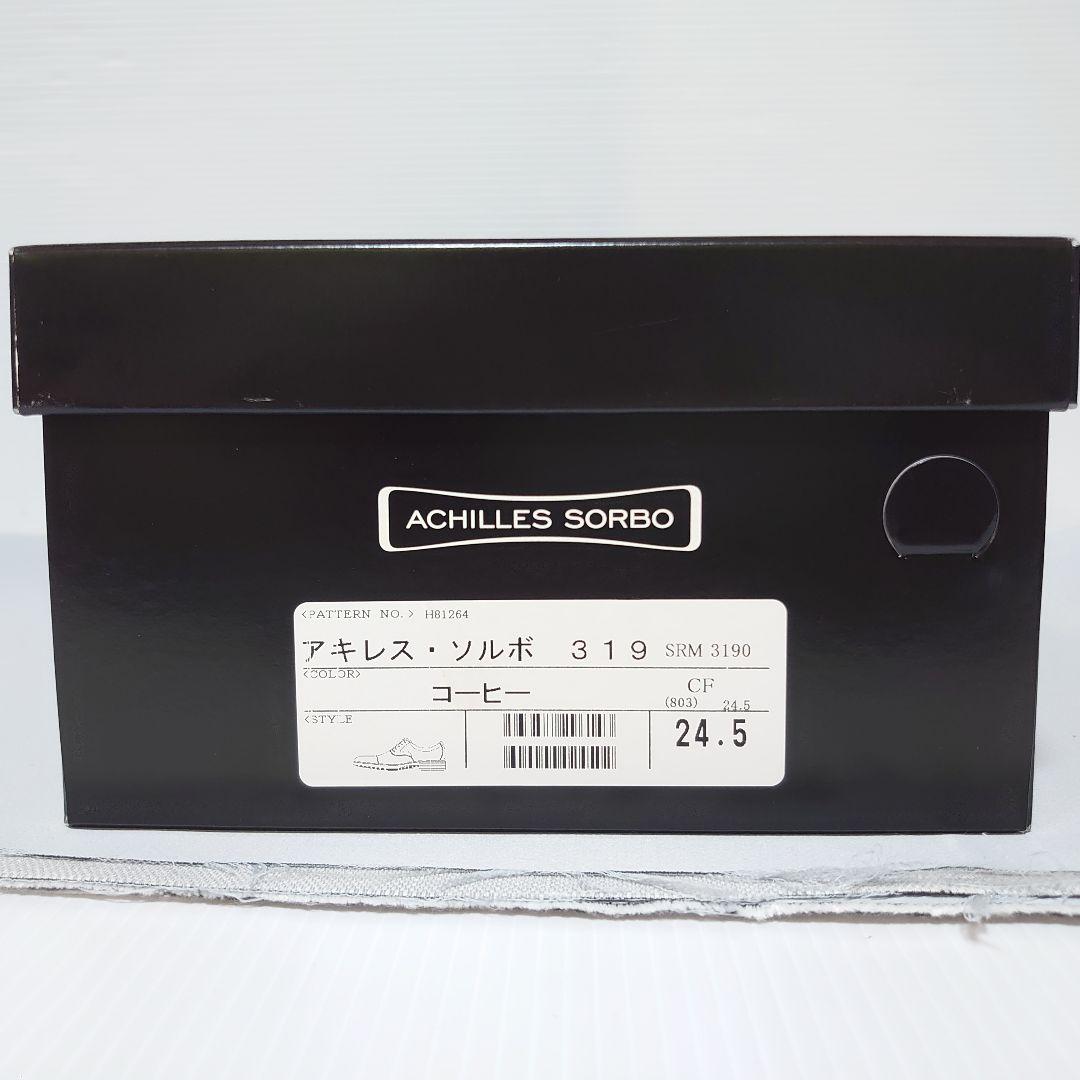 ACHILLES SORBO
<PATTERN NO.> H81264
アキレス・ソルボ ３１９ SRM 3190
<COLOR>
コーヒー CF
(803) 24.5
<STYLE
24.5